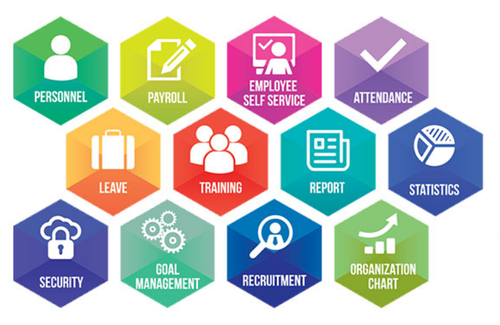 PERSONNEL
PAYROLL
EMPLOYEE
SELF SERVICE
ATTENDANCE
LEAVE
TRAINING
REPORT
STATISTICS
SECURITY
GOAL
MANAGEMENT
RECRUITMENT
ORGANIZATION
CHART